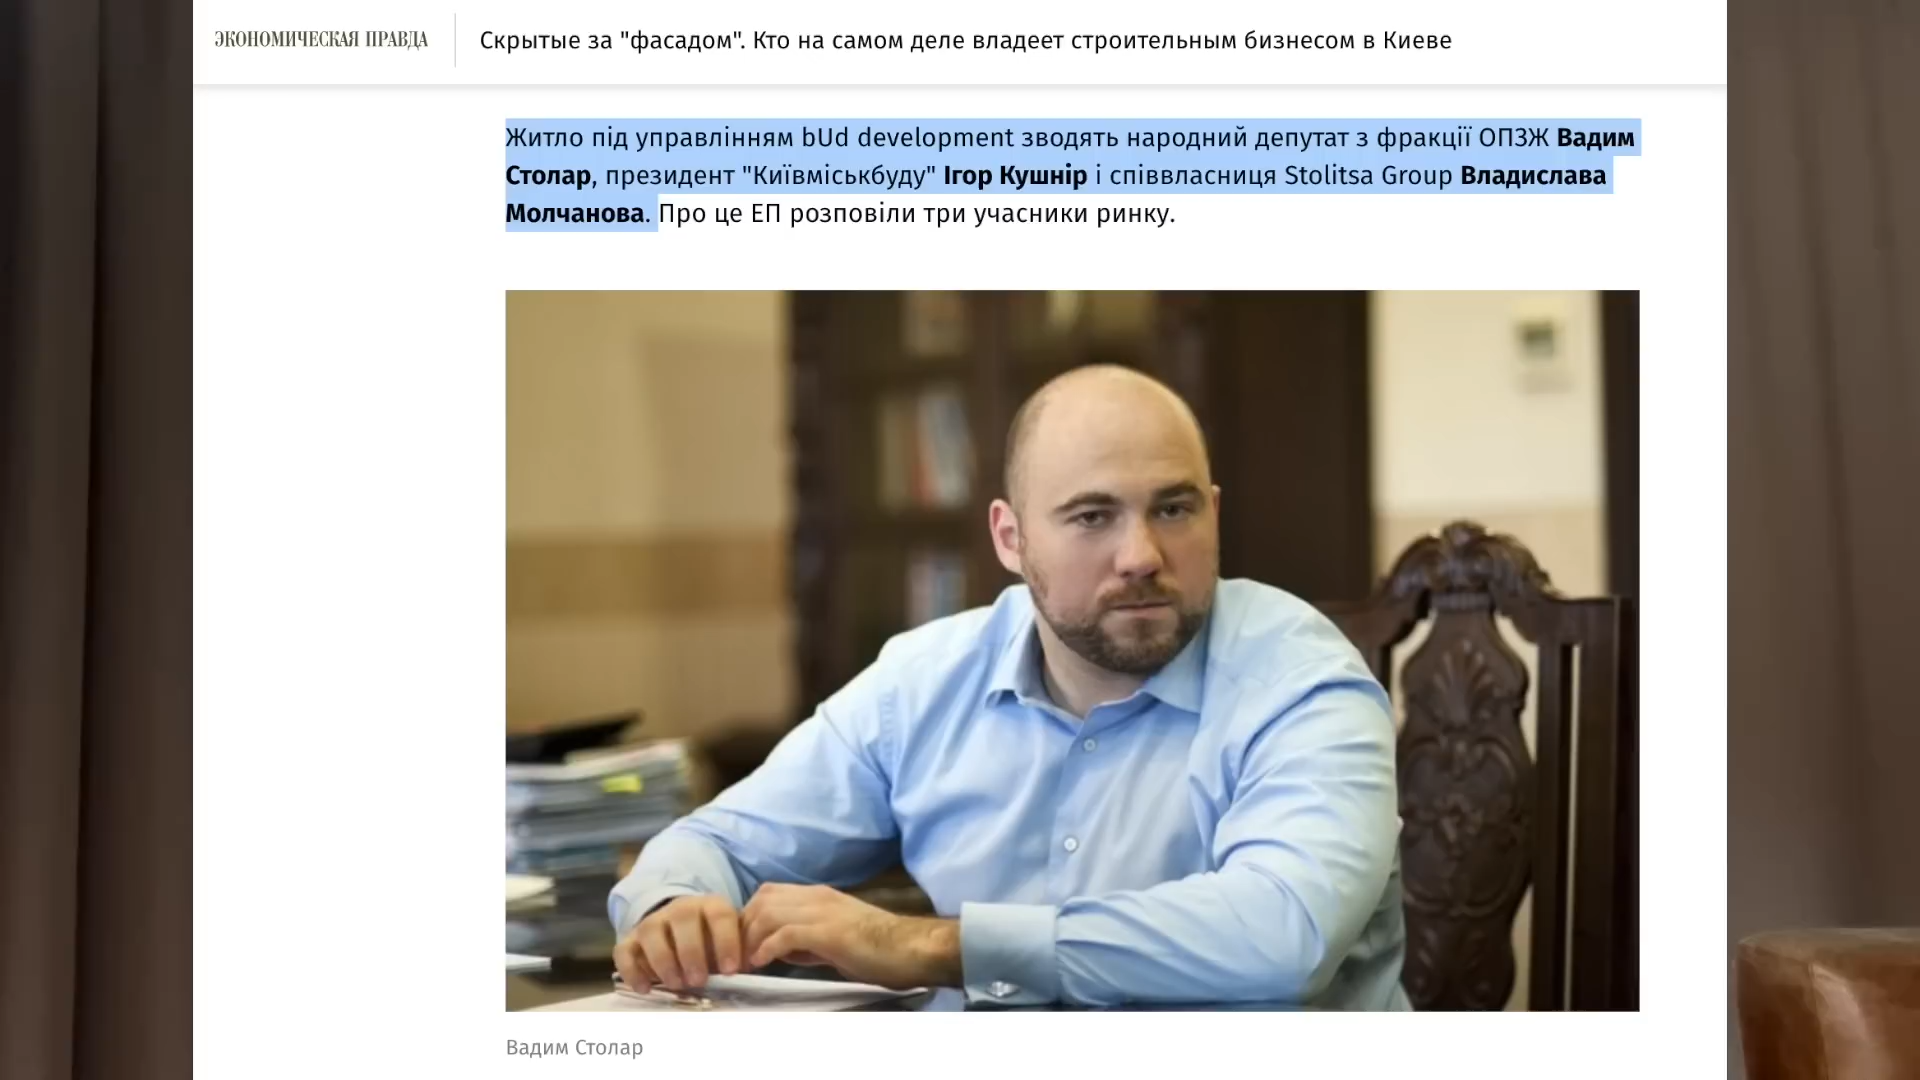 ЭКОНОМИЧЕСКАЯ ПРАВДА
Скрытые за "фасадом". Кто на самом деле владеет строительным бизнесом в Киеве
Житло під управлінням bUd development зводять народний депутат з фракції ОПЗЖ Вадим
Столар, президент "Київміськбуду" Ігор Кушнір і співвласниця Stolitsa Group Владислава
Молчанова. Про це ЕП розповіли три учасники ринку.
Вадим Столар